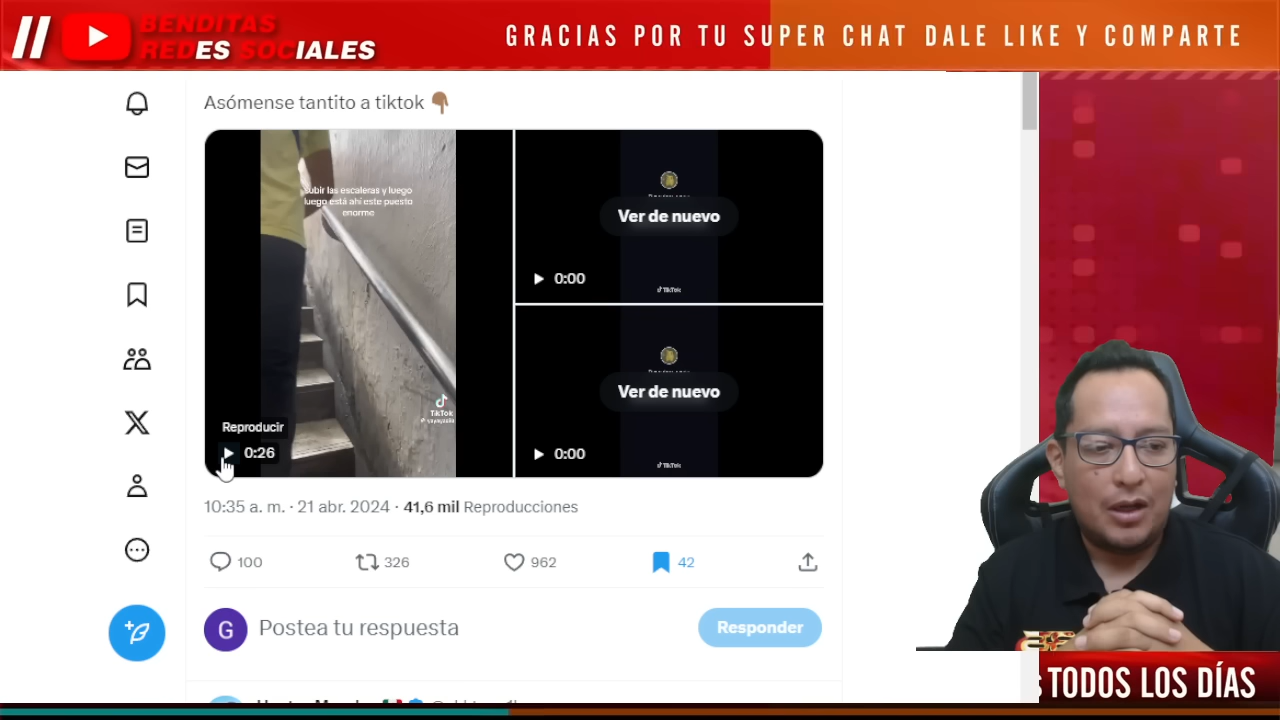 BENDITAS
REDES SOCIALES
GRACIAS POR TU SUPER CHAT DALE LIKE Y COMPARTE
Asómense tantito a tiktok
subir las escaleras y luego
luego está ahí este puesto
enorme
TikTok
Reproducir
0:26
Ver de nuevo
0:00
TikTok
Ver de nuevo
0:00
TikTok
10:35 a. m. · 21 abr. 2024 · 41,6 mil Reproducciones
100
326
962
42
G
Postea tu respuesta
Responder
TODOS LOS DÍAS